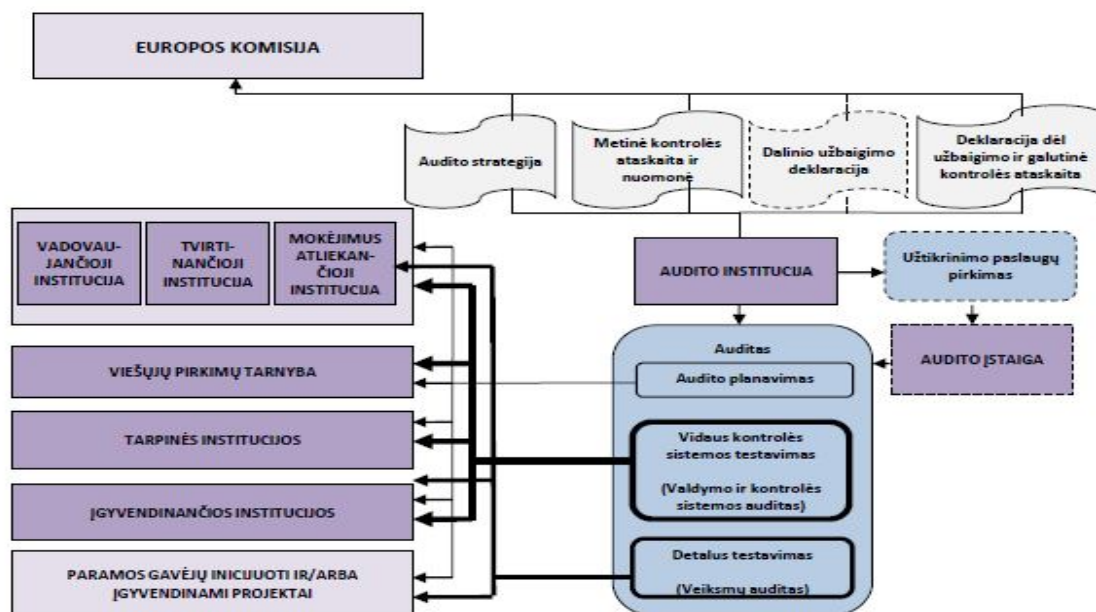 EUROPOS KOMISIJA
Audito strategija
Metinė kontrolės
ataskaita ir
nuomonė
Dalinio užbaigimo
deklaracija
Deklaracija dėl
užbaigimo ir galutinė
kontrolės ataskaita
VADOVAU-
JANČIOJI
INSTITUCIJA
TVIRTI-
NANČIOJI
INSTITUCIJA
MOKĖJIMUS
ATLIEKAN-
ČIOJI
INSTITUCIJA
AUDITO INSTITUCIJA
Užtikrinimo paslaugų
pirkimas
AUDITO ĮSTAIGA
Auditas
Audito planavimas
Vidaus kontrolės
sistemos testavimas
(Valdymo ir kontrolės
sistemos auditas)
Detalus testavimas
(Veiksmų auditas)
VIEŠŲJŲ PIRKIMŲ TARNYBA
TARPINĖS INSTITUCIJOS
ĮGYVENDINANČIOS INSTITUCIJOS
PARAMOS GAVĖJŲ INICIJUOTI IR/ARBA
ĮGYVENDINAMI PROJEKTAI